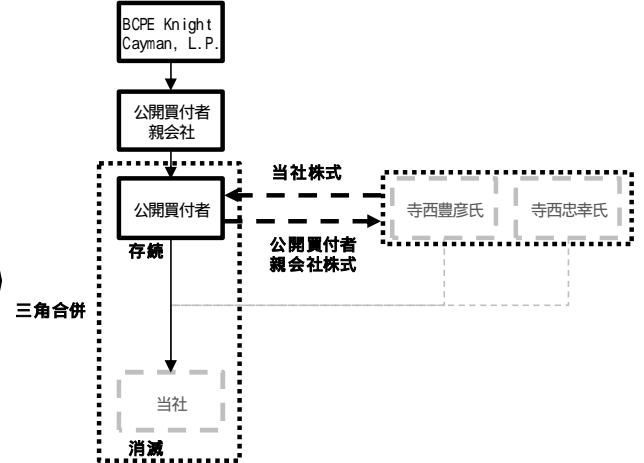 BCPE Knight
Cayman, L.P.
公開買付者
親会社
当社株式
公開買付者
寺西豊彦氏
寺西忠幸氏
存続
公開買付者
親会社株式
三角合併
当社
消滅